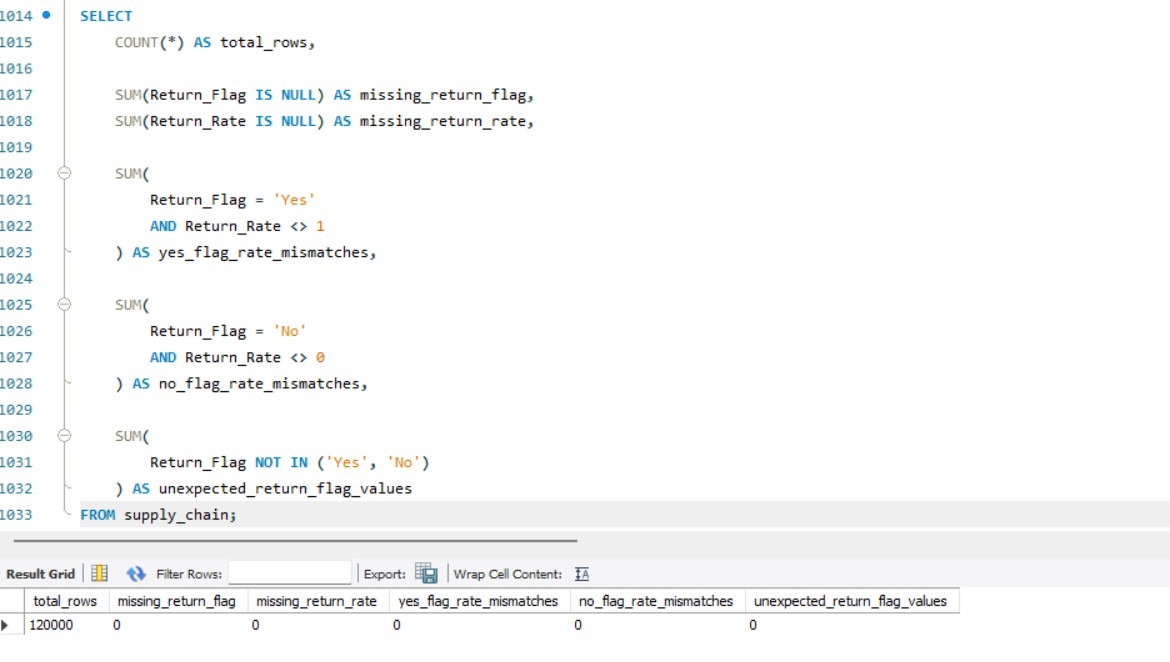 1014 SELECT
1015 COUNT(*) AS total_rows,
1016
1017 SUM(Return_Flag IS NULL) AS missing_return_flag,
1018 SUM(Return_Rate IS NULL) AS missing_return_rate,
1019
1020 SUM(
1021 Return_Flag = 'Yes'
1022 AND Return_Rate <> 1
1023 ) AS yes_flag_rate_mismatches,
1024
1025 SUM(
1026 Return_Flag = 'No'
1027 AND Return_Rate <> 0
1028 ) AS no_flag_rate_mismatches,
1029
1030 SUM(
1031 Return_Flag NOT IN ('Yes', 'No')
1032 ) AS unexpected_return_flag_values
1033 FROM supply_chain;
Result Grid Filter Rows: Export: Wrap Cell Content: IA
total_rows missing_return_flag missing_return_rate yes_flag_rate_mismatches no_flag_rate_mismatches unexpected_return_flag_values
120000 0 0 0 0 0